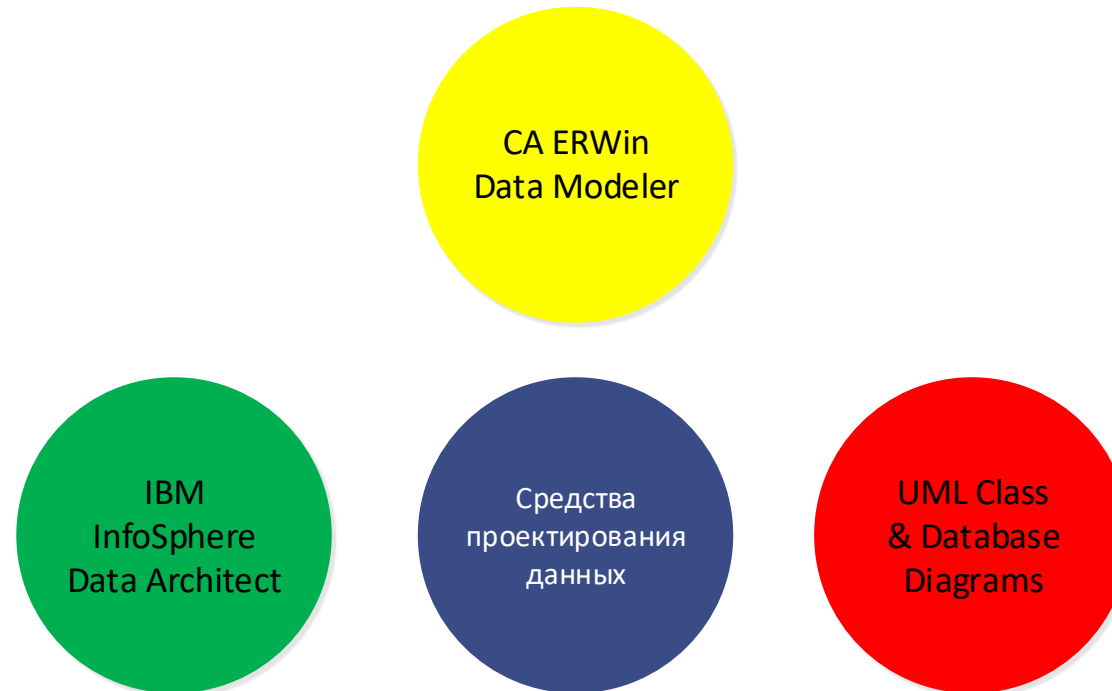 CA ERWin
Data Modeler
IBM
InfoSphere
Data Architect
Средства
проектирования
данных
UML Class
& Database
Diagrams